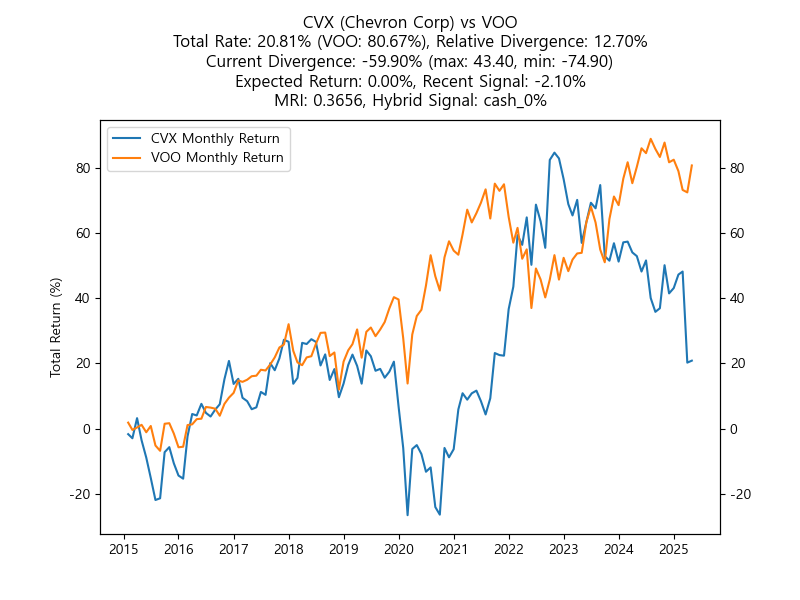 CVX (Chevron Corp) vs VOO
Total Rate: 20.81% (VOO: 80.67%), Relative Divergence: 12.70%
Current Divergence: -59.90% (max: 43.40, min: -74.90)
Expected Return: 0.00%, Recent Signal: -2.10%
MRI: 0.3656, Hybrid Signal: cash_0%
CVX Monthly Return
VOO Monthly Return
Total Return (%)
80 80
60 60
40 40
20 20
0 0
-20 -20
2015 2016 2017 2018 2019 2020 2021 2022 2023 2024 2025